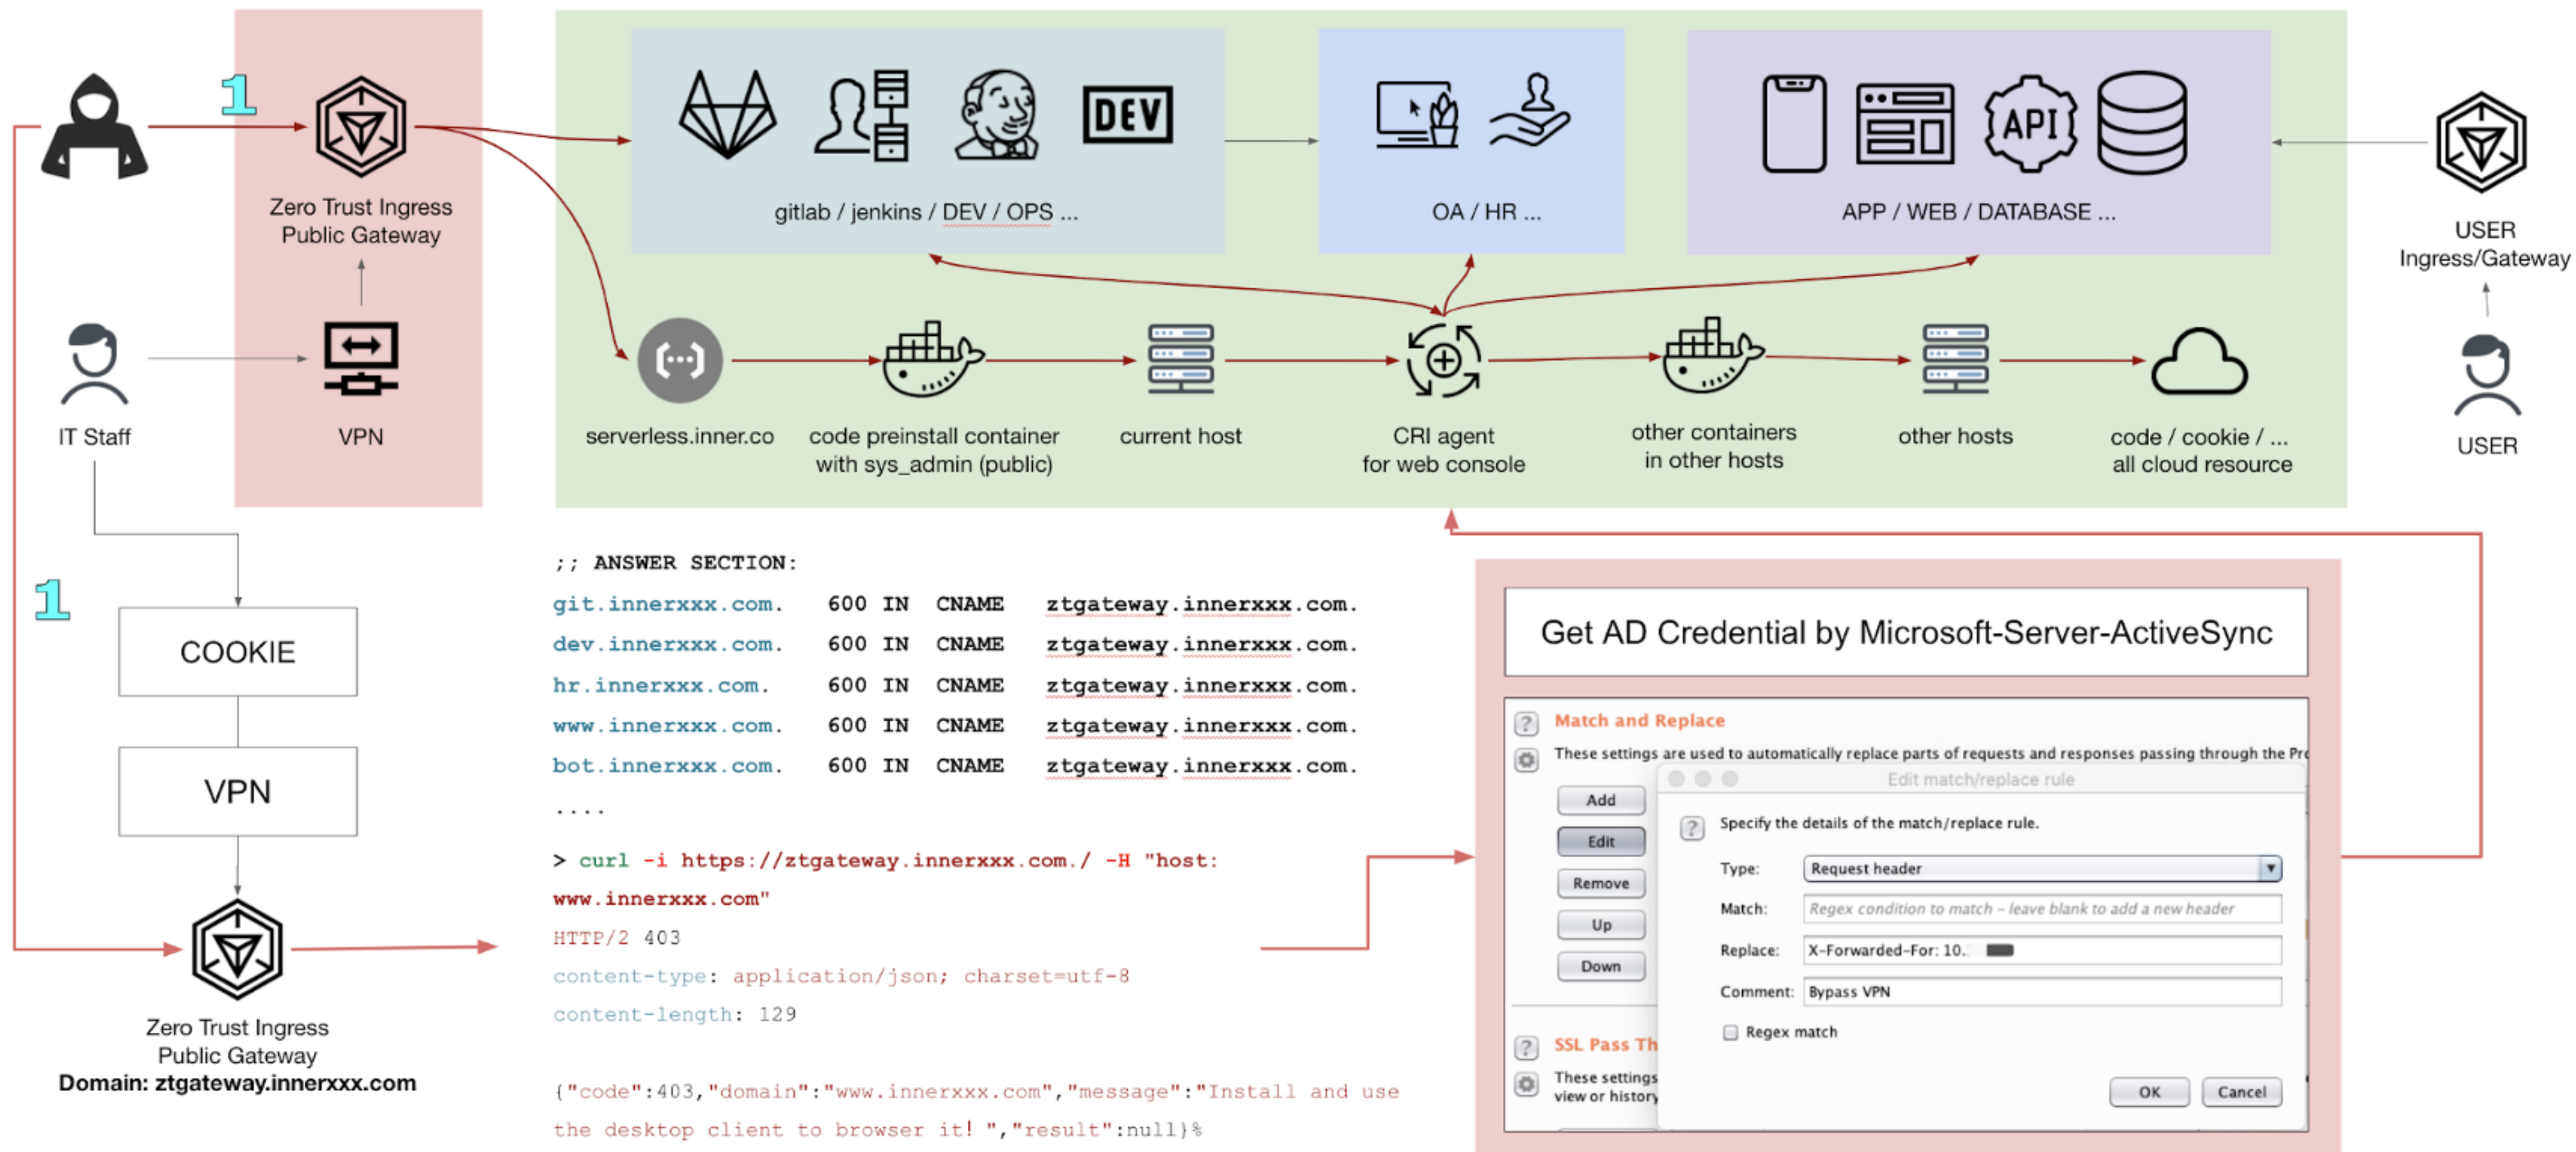 1
Zero Trust Ingress
Public Gateway
VPN
IT Staff
DEV
gitlab / jenkins / DEV / OPS ...
OA / HR ...
API
APP / WEB / DATABASE ...
USER
Ingress/Gateway
USER
serverless.inner.co
code preinstall container
with sys_admin (public)
current host
CRI agent
for web console
other containers
in other hosts
other hosts
code / cookie / ...
all cloud resource
1
COOKIE
VPN
Zero Trust Ingress
Public Gateway
Domain: ztgateway.innerxxx.com
;; ANSWER SECTION:
git.innerxxx.com. 600 IN CNAME ztgateway.innerxxx.com.
dev.innerxxx.com. 600 IN CNAME ztgateway.innerxxx.com.
hr.innerxxx.com. 600 IN CNAME ztgateway.innerxxx.com.
www.innerxxx.com. 600 IN CNAME ztgateway.innerxxx.com.
bot.innerxxx.com. 600 IN CNAME ztgateway.innerxxx.com.
....
> curl -i https://ztgateway.innerxxx.com./ -H "host:
www.innerxxx.com"
HTTP/2 403
content-type: application/json; charset=utf-8
content-length: 129
{"code":403,"domain":"www.innerxxx.com","message":"Install and use
the desktop client to browser it! ","result":null}%
Get AD Credential by Microsoft-Server-ActiveSync
Match and Replace
These settings are used to automatically replace parts of requests and responses passing through the
Add
Edit
Remove
Up
Down
Edit match/replace rule
Specify the details of the match/replace rule.
Type: Request header
Match: Regex condition to match – leave blank to add a new header
Replace: X-Forwarded-For: 10.
Comment: Bypass VPN
Regex match
OK
Cancel
SSL Pass Th
These settings
view or history